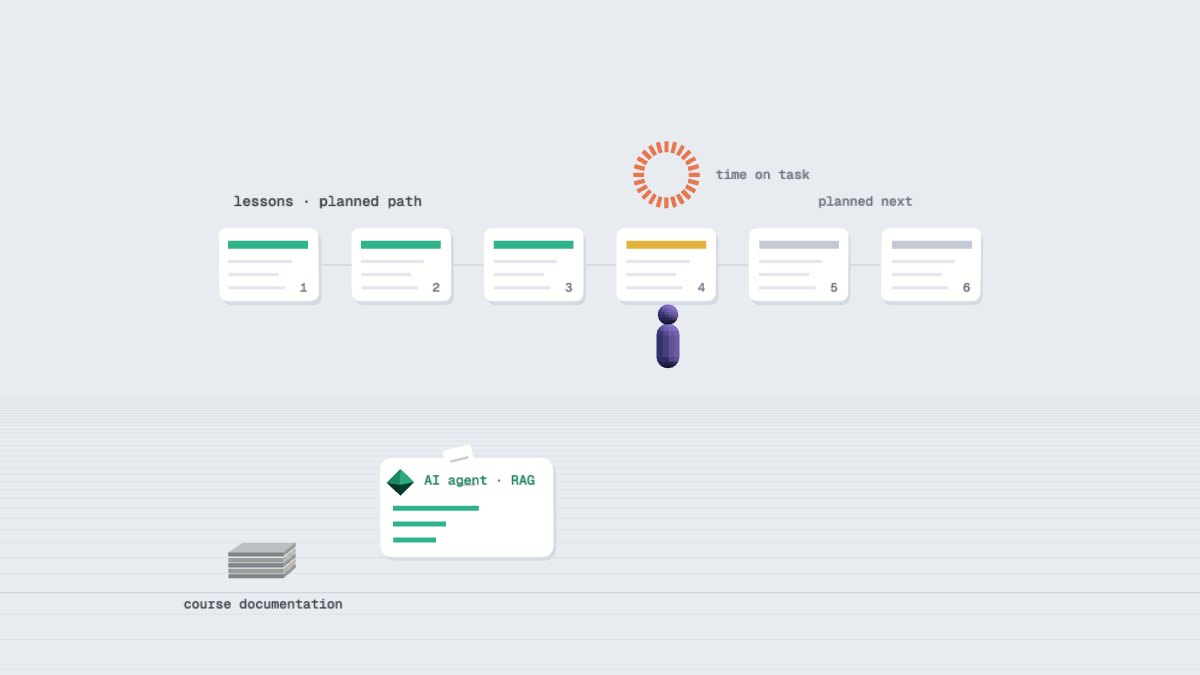 time on task
lessons · planned path
planned next
1
2
3
4
5
6
AI agent · RAG
course documentation